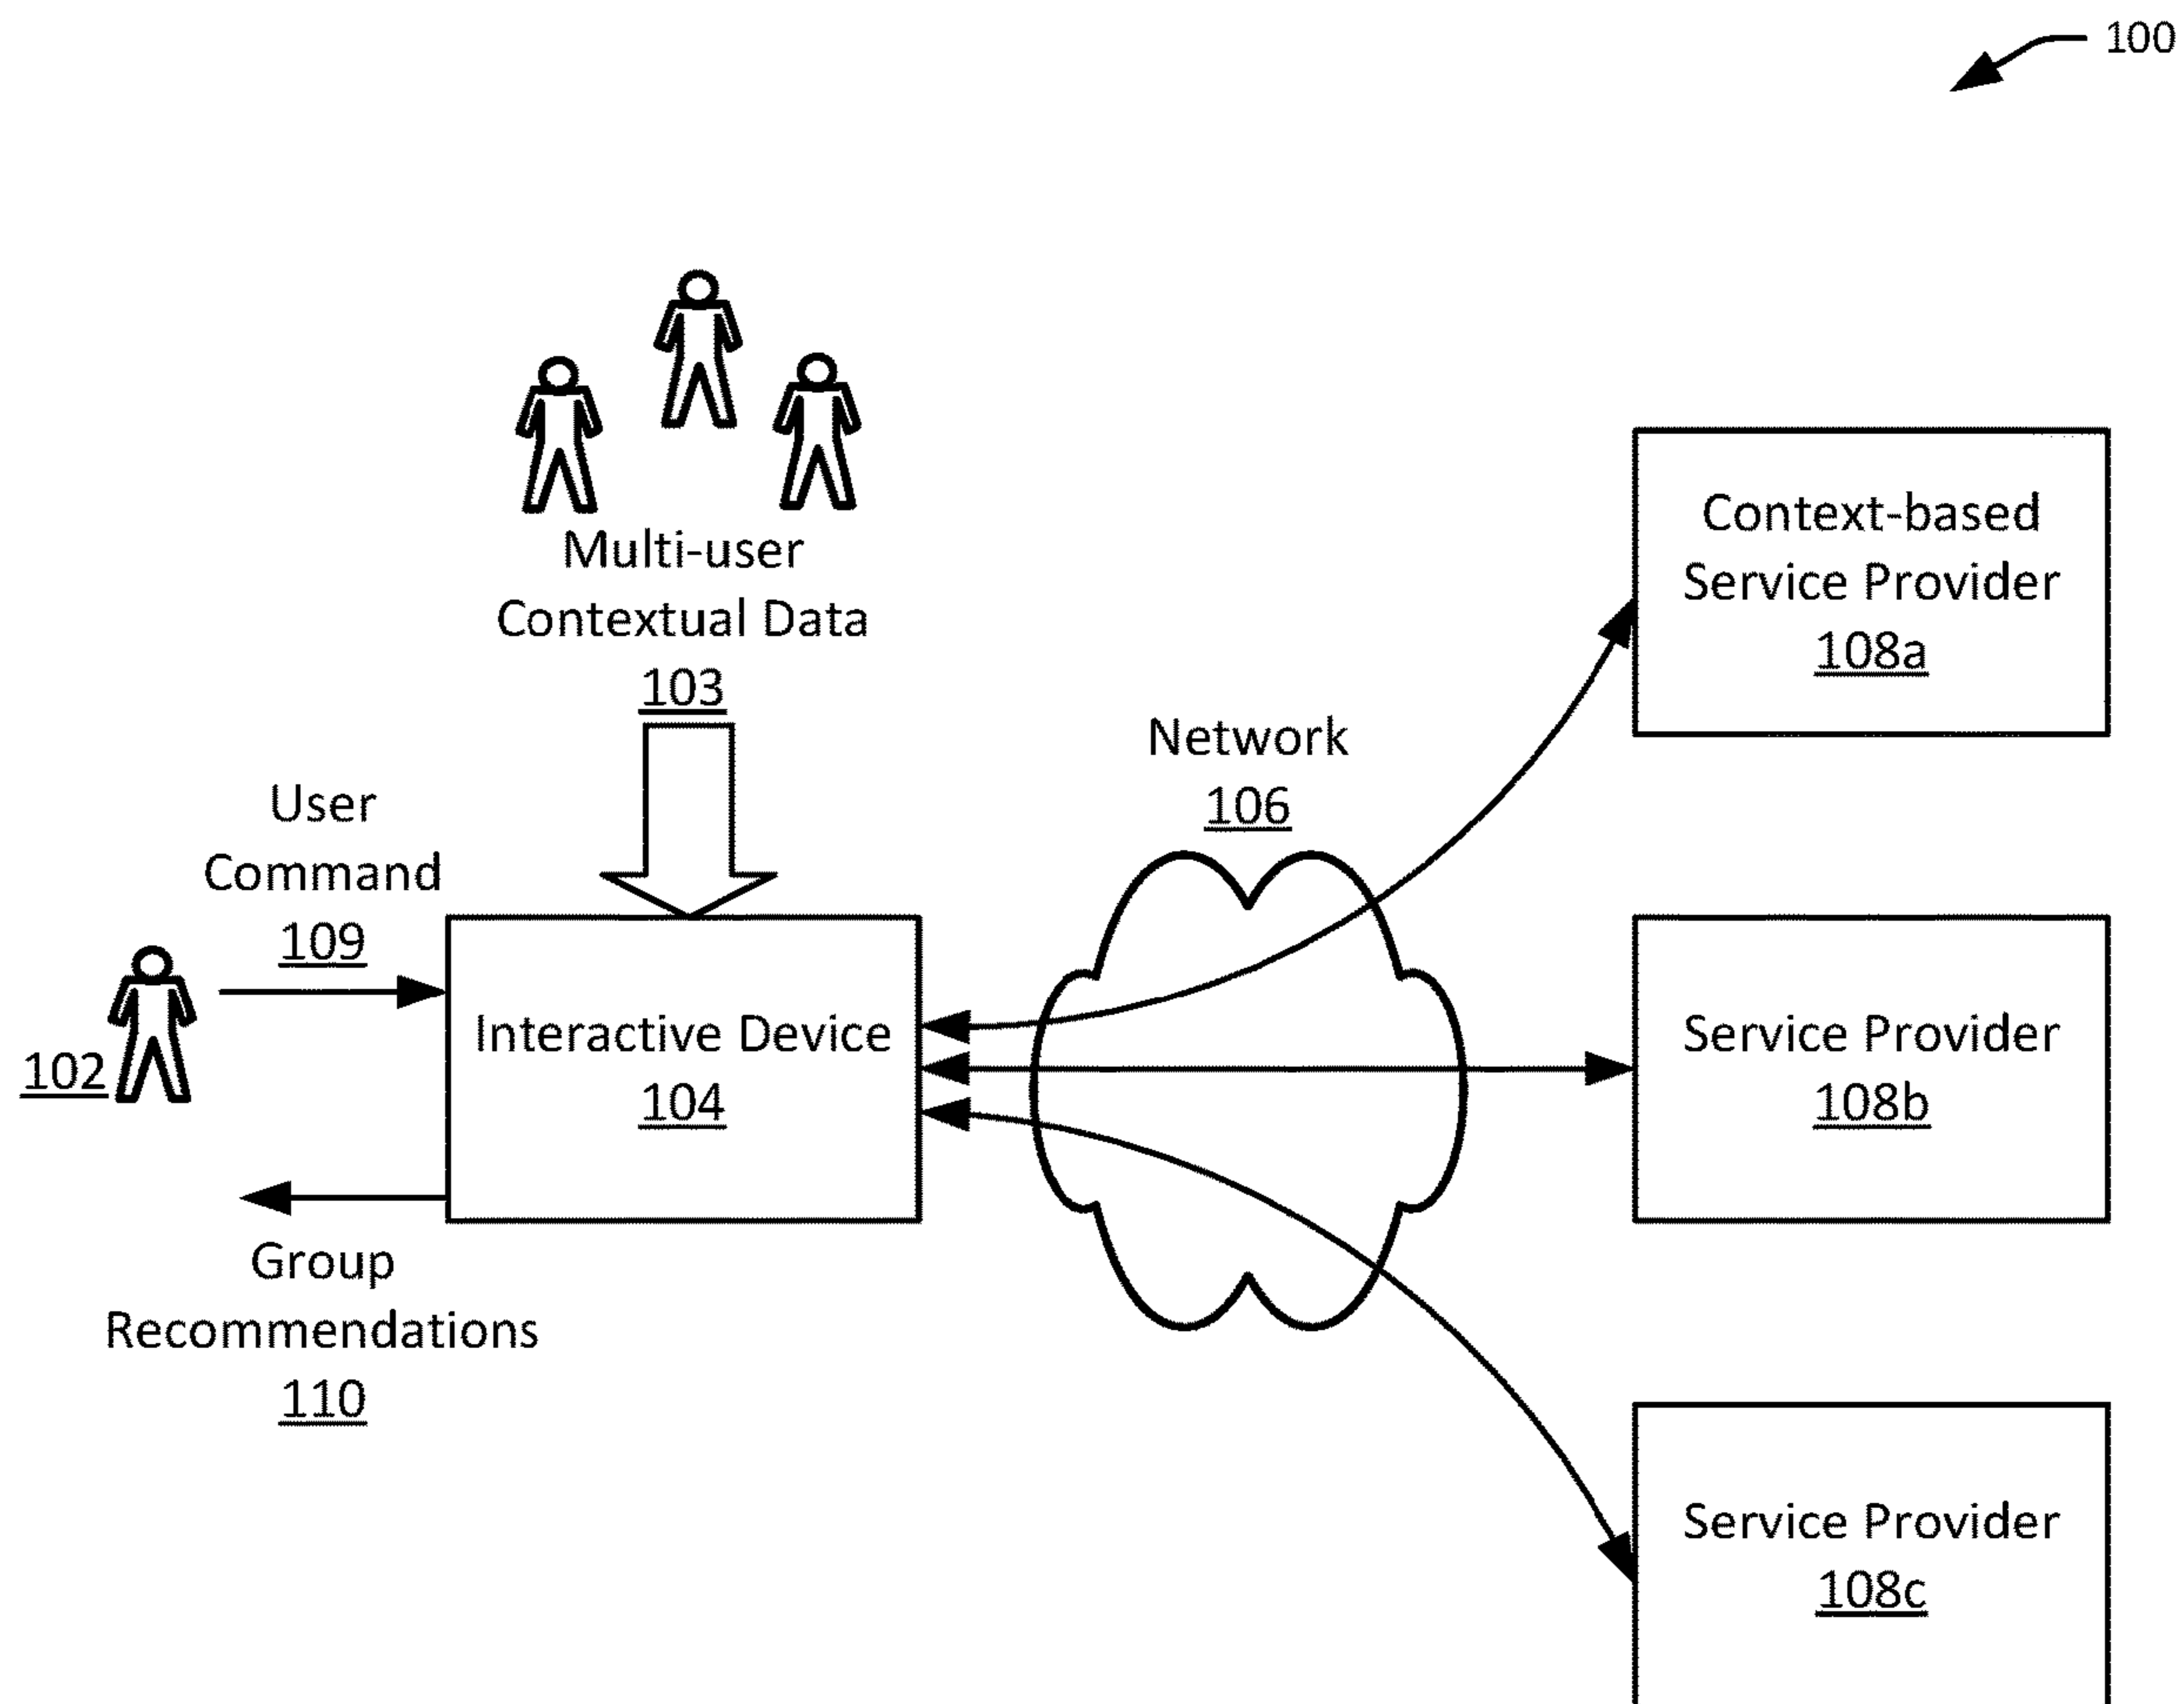 100
Multi-user
Contextual Data
103
User
Command
109
102
Interactive Device
104
Group
Recommendations
110
Network
106
Context-based
Service Provider
108a
Service Provider
108b
Service Provider
108c